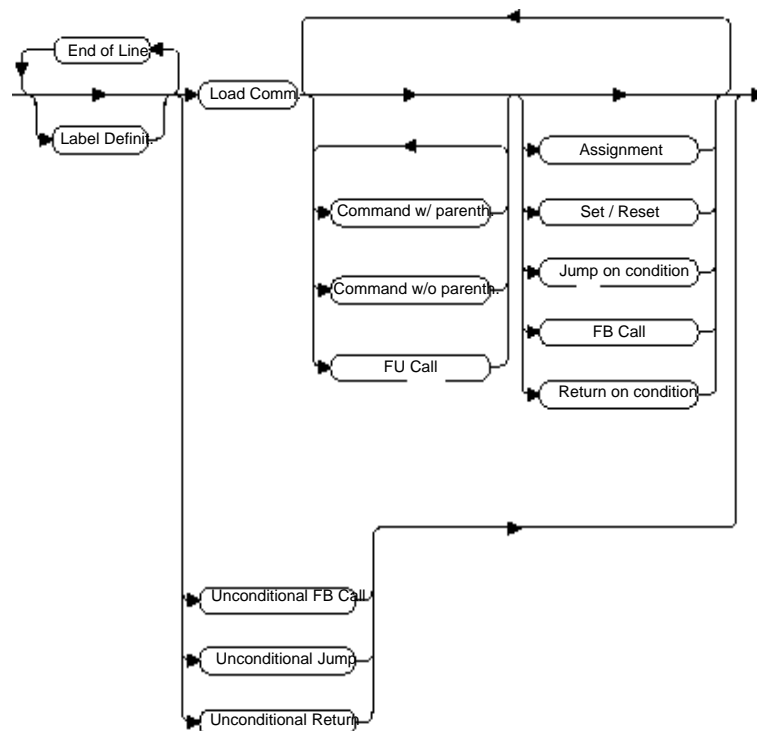 End of Line
Load Comm.
Label Definit.
Assignment
Command w/ parenth.
Set / Reset
Command w/o parenth.
Jump on condition
FB Call
FU Call
Return on condition
Unconditional FB Call
Unconditional Jump
Unconditional Return